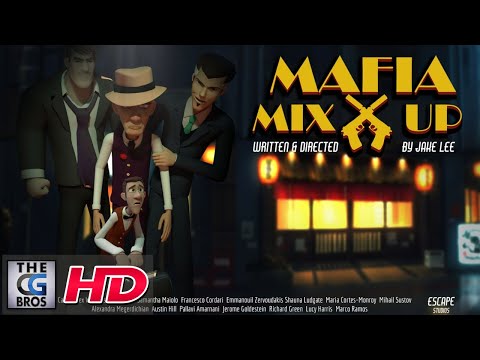 MAFIA
MIX UP
WRITTEN & DIRECTED BY JAKE LEE
THE
CG
BROS
HD
Maiolo Francesco Cordari Emmanouil Zervoudakis Shauna Ludgate Maria Cortes-Monroy Mihail Sustov
Alexandra Megerdichian Austin Hill Pallavi Amarnani Jerome Goldestein Richard Green Lucy Harris Marco Ramos
ESCAPE
STUDIOS